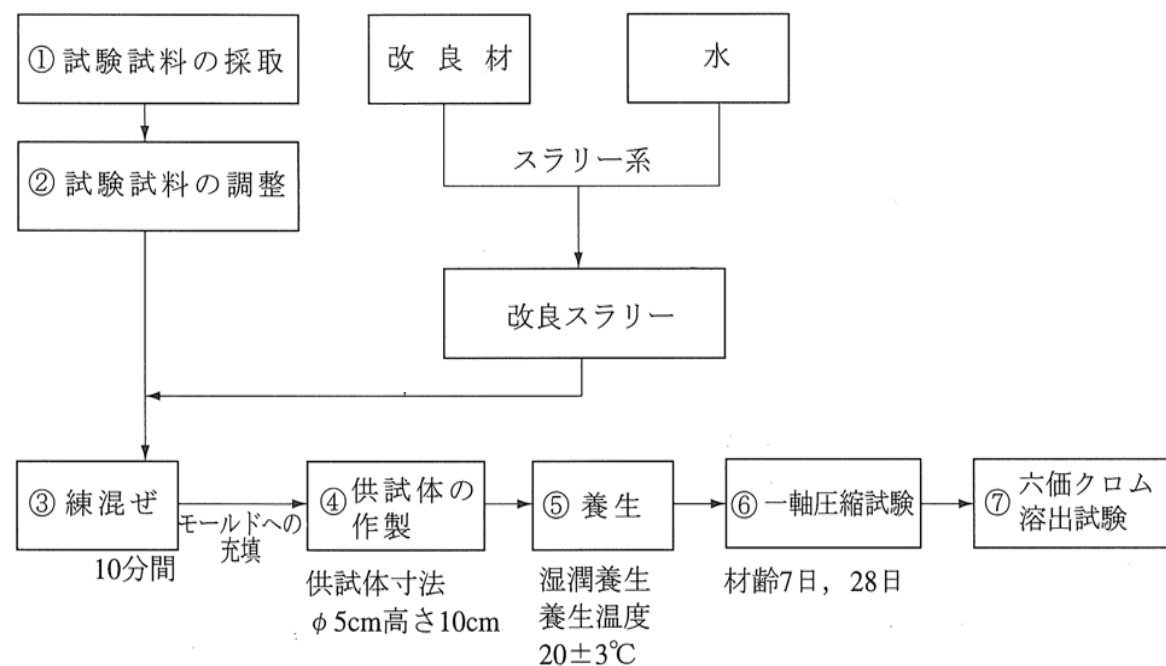 ①試験試料の採取
改良材
水
②試験試料の調整
スラリー系
改良スラリー
③練混ぜ
10分間
モールドへの
充填
④供試体の
作製
供試体寸法
φ5cm高さ10cm
⑤養生
湿潤養生
養生温度
20±3℃
⑥一軸圧縮試験
材齢7日，28日
⑦六価クロム
溶出試験